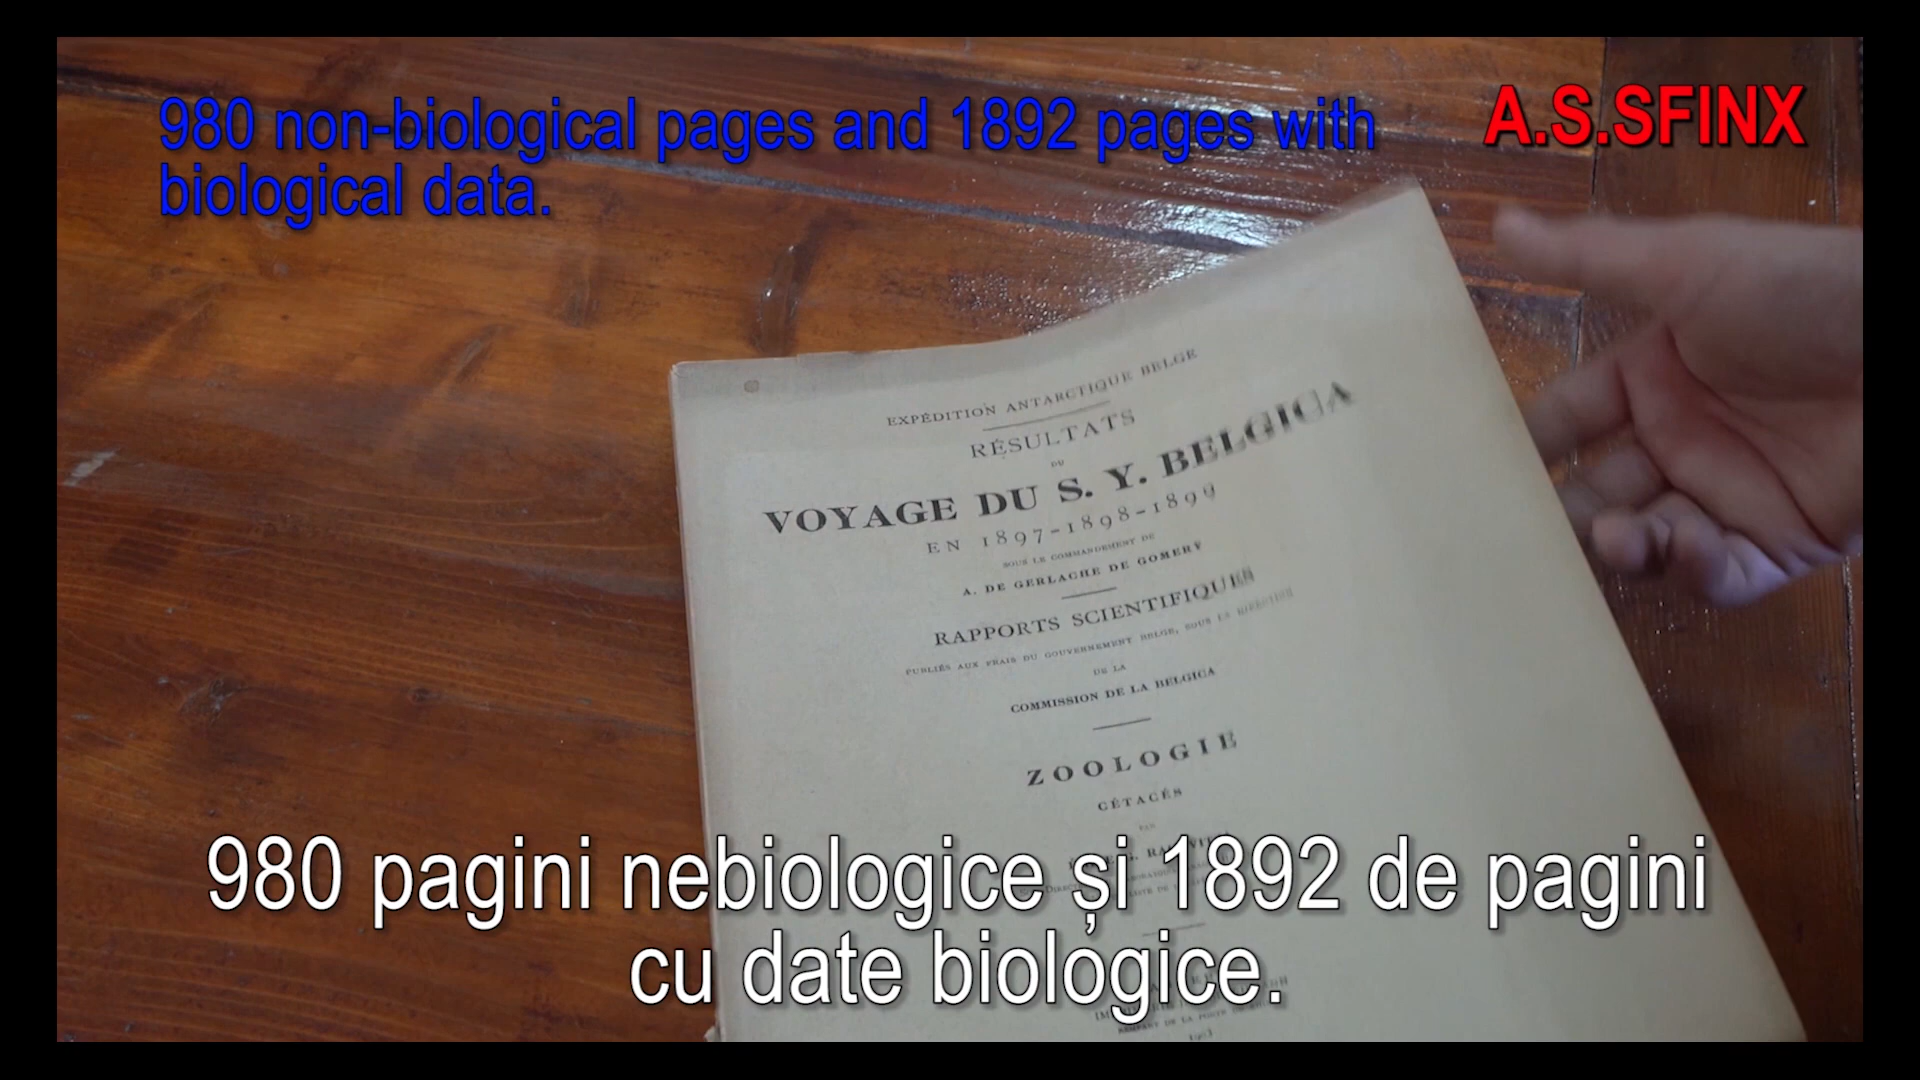 980 non-biological pages and 1892 pages with
biological data.
A.S.SFINX
EXPÉDITION ANTARCTIQUE BELGE
RÉSULTATS
DU
VOYAGE DU S. Y. BELGICA
EN 1897-1898-1899
SOUS LE COMMANDEMENT DE
A. DE GERLACHE DE GOMERY
RAPPORTS SCIENTIFIQUES
PUBLIÉS AUX FRAIS DU GOUVERNEMENT BELGE, SOUS LA DIRECTION
DE LA
COMMISSION DE LA BELGICA
ZOOLOGIE
CÉTACÉS
PAR
980 pagini nebiologice și 1892 de pagini
cu date biologice.